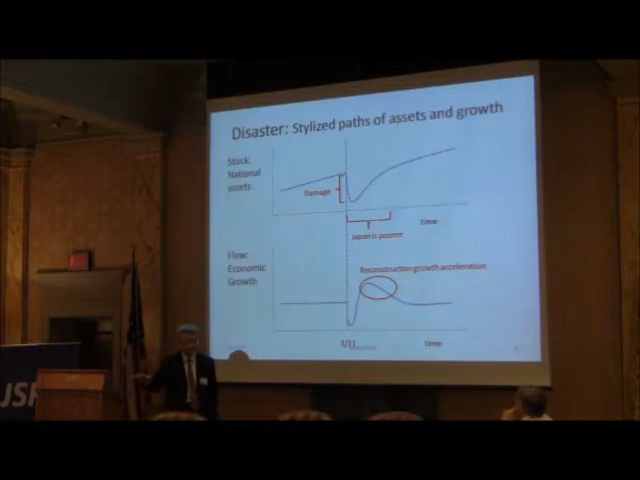 Disaster: Stylized paths of assets and growth
Stock:
National
assets
Damage
time
Japan is poorer
Flow:
Economic
Growth
Reconstruction growth acceleration
3/11
time